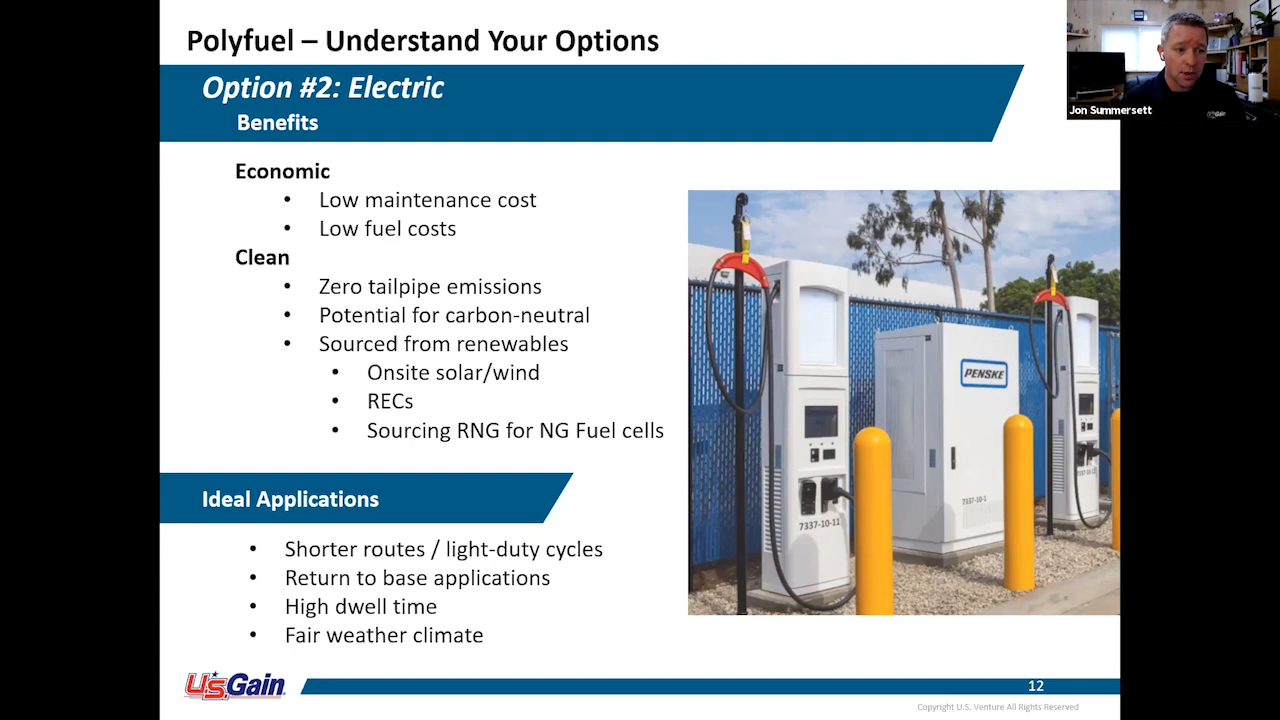 Polyfuel – Understand Your Options
Option #2: Electric
Benefits
Jon Summersett
Economic
• Low maintenance cost
• Low fuel costs
Clean
• Zero tailpipe emissions
• Potential for carbon-neutral
• Sourced from renewables
• Onsite solar/wind
• RECs
• Sourcing RNG for NG Fuel cells
PENSKE
7337-10-11
7337-10-1
Ideal Applications
• Shorter routes / light-duty cycles
• Return to base applications
• High dwell time
• Fair weather climate
U.S. Gain
12
Copyright U.S. Venture All Rights Reserved